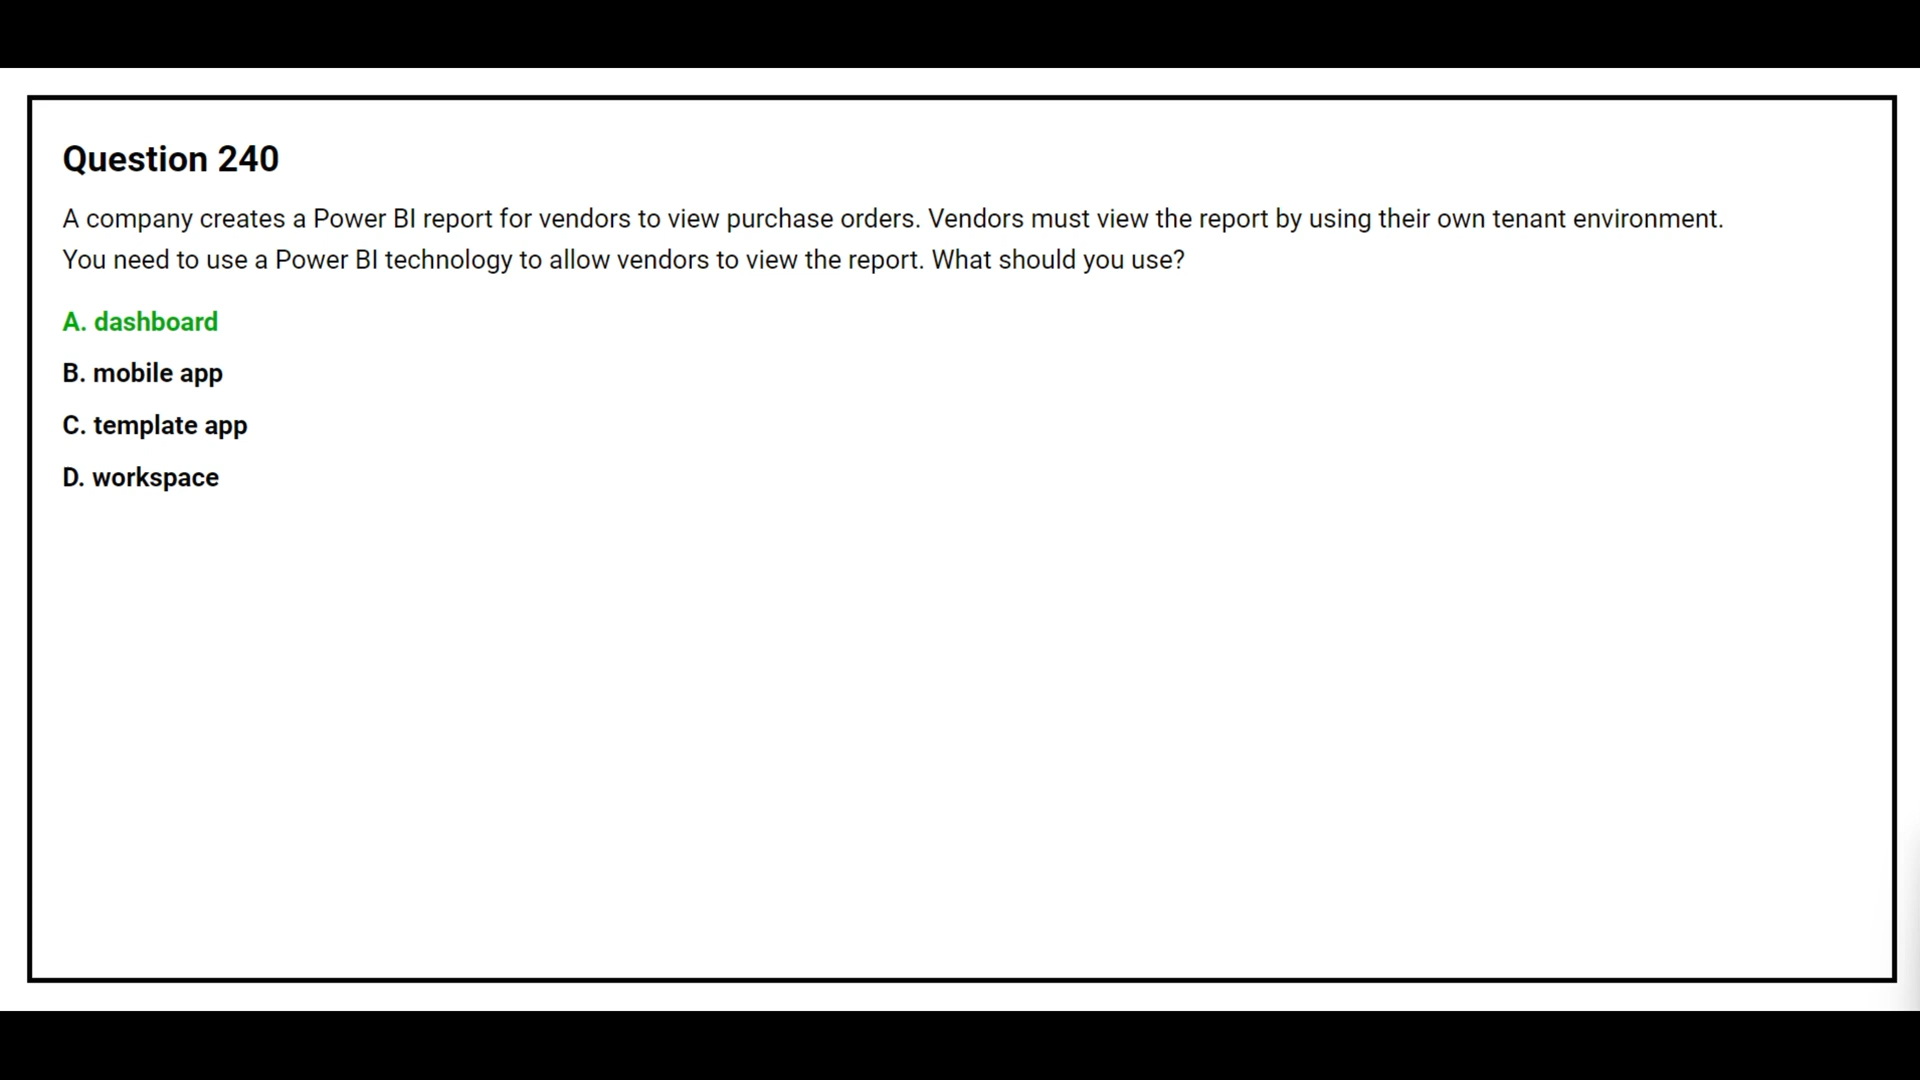 Question 240
A company creates a Power BI report for vendors to view purchase orders. Vendors must view the report by using their own tenant environment.
You need to use a Power BI technology to allow vendors to view the report. What should you use?
A. dashboard
B. mobile app
C. template app
D. workspace